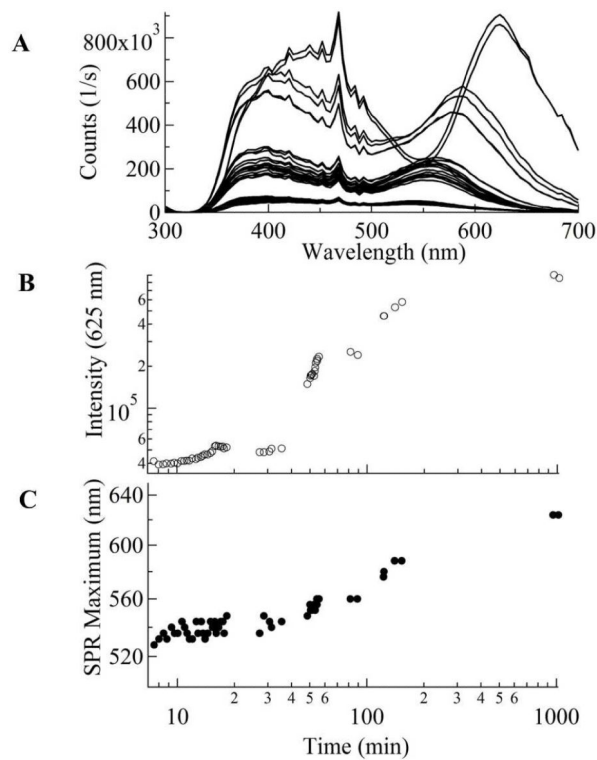 A
800x10³
600
400
200
0
Counts (1/s)
300 400 500 600 700
Wavelength (nm)
B
6
4
2
10⁵
6
4
Intensity (625 nm)
C
640
600
560
520
SPR Maximum (nm)
10 2 3 4 5 6 100 2 3 4 5 6 1000
Time (min)